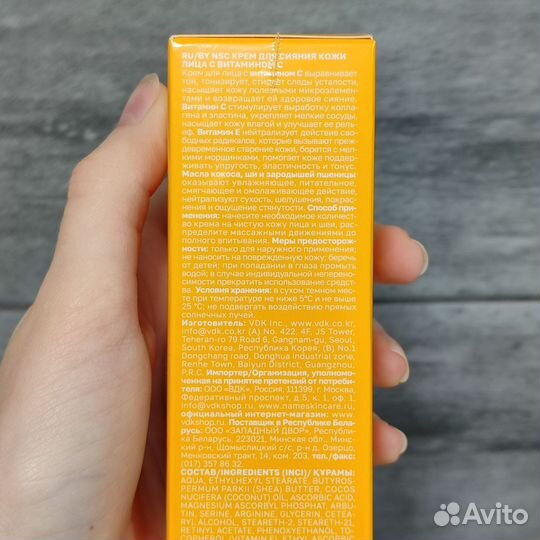 RU/BY NSC КРЕМ ДЛЯ СИЯНИЯ КОЖИ
ЛИЦА С ВИТАМИНОМ С
Крем для лица с витамином С выравнивает
тон, тонизирует, стирает следы усталости,
насыщает кожу полезными микроэлемен-
тами и возвращает ей здоровое сияние.
Витамин С стимулирует выработку колла-
гена и эластина, укрепляет мелкие сосуды,
насыщает кожу влагой и улучшает ее рель-
еф. Витамин Е нейтрализует действие сво-
бодных радикалов, которые вызывают преж-
девременное старение кожи, борется с мел-
кими морщинками, помогает коже поддер-
живать упругость, эластичность и тонус.
Масла кокоса, ши и зародышей пшеницы
оказывают увлажняющее, питательное,
смягчающее и омолаживающее действие,
нейтрализуют сухость, шелушения, покрас-
нения и ощущение стянутости. Способ при-
менения: нанесите необходимое количест-
во крема на чистую кожу лица и шеи, рас-
пределите массажными движениями до
полного впитывания. Меры предосторож-
ности: только для наружного применения;
не наносить на поврежденную кожу; беречь
от детей; при попадании в глаза промыть
водой; в случае индивидуальной неперено-
симости прекратить использование средст-
ва. Условия хранения: в сухом темном мес-
те при температуре не ниже 5°С и не выше
25 °С; не подвергать воздействию прямых
солнечных лучей.
Изготовитель: VDK Inc., www.vdk.co.kr,
info@vdk.co.kr (A) No. 422, 4F, JS Tower,
Teheran-ro 79 Road 6, Gangnam-gu, Seoul,
South Korea, Республика Корея; (B) No. 1
Dongchang road, Donghua industrial zone,
Renhe Town, Baiyun District, Guangzhou,
P.R.C. Импортер/Организация, уполномо-
ченная на принятие претензий от потреби-
теля: ООО «ВДК», Россия, 111399, г. Москва,
Федеративный проспект, д 5, к. 1, оф. 1,
info@vdkshop.ru, www.nameskincare.ru,
официальный интернет-магазин: www.
vdkshop.ru. Поставщик в Республике Бела-
русь: ООО «ЗАПАДНЫЙ ДВОР», Республи-
ка Беларусь, 223021, Минская обл., Минс-
кий р-н, Щомыслицкий с/с, р-н д. Озерцо,
Менковский тракт, 14, ком. 203, тел./факс:
(017) 357 86 32.
СОСТАВ/INGREDIENTS (INCI)/ ҚҰРАМЫ:
AQUA, ETHYLHEXYL STEARATE, BUTYROS-
PERMUM PARKII (SHEA) BUTTER, COCOS
NUCIFERA (COCONUT) OIL, ASCORBIC ACID,
MAGNESIUM ASCORBYL PHOSPHATE, ARBU-
TIN, SERINE, ARGININE, GLYCERIN, CETEA-
RYL ALCOHOL, STEARETH-2, STEARETH-21,
RETINYL ACETATE, PHENOXYETHANOL, TO-
Avito